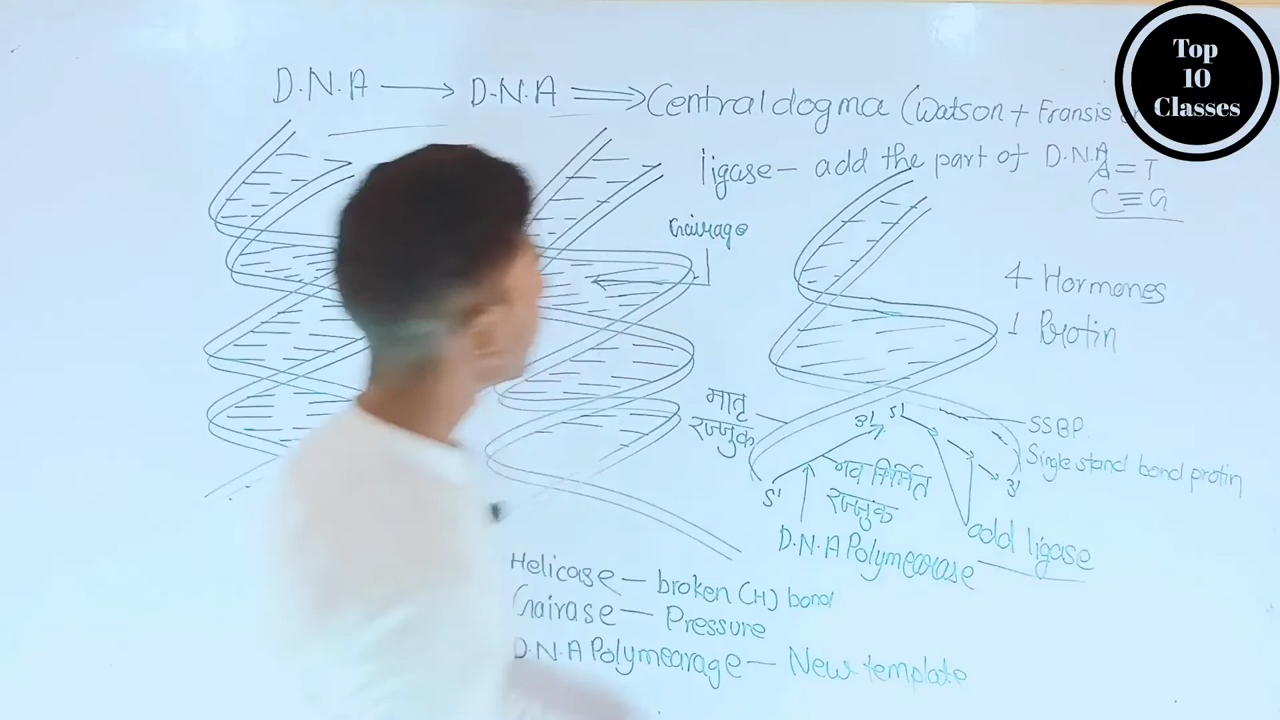 D.N.A → D.N.A ⇒ Central dogma (Watson + Fransis
Top
10
Classes
ligase — add the part of D.N.A
A = T
C ≡ G
Gairage
4 Hormones
1 Protin
मातृ
रज्जुक
3' 5'
SSBP
Single stand bond protin
3'
5'
नव निर्मित
रज्जुक
add ligase
D.N.A Polymearase
Helicase — broken (H) bond
Gairase — Pressure
D.N.A Polymearage — New template